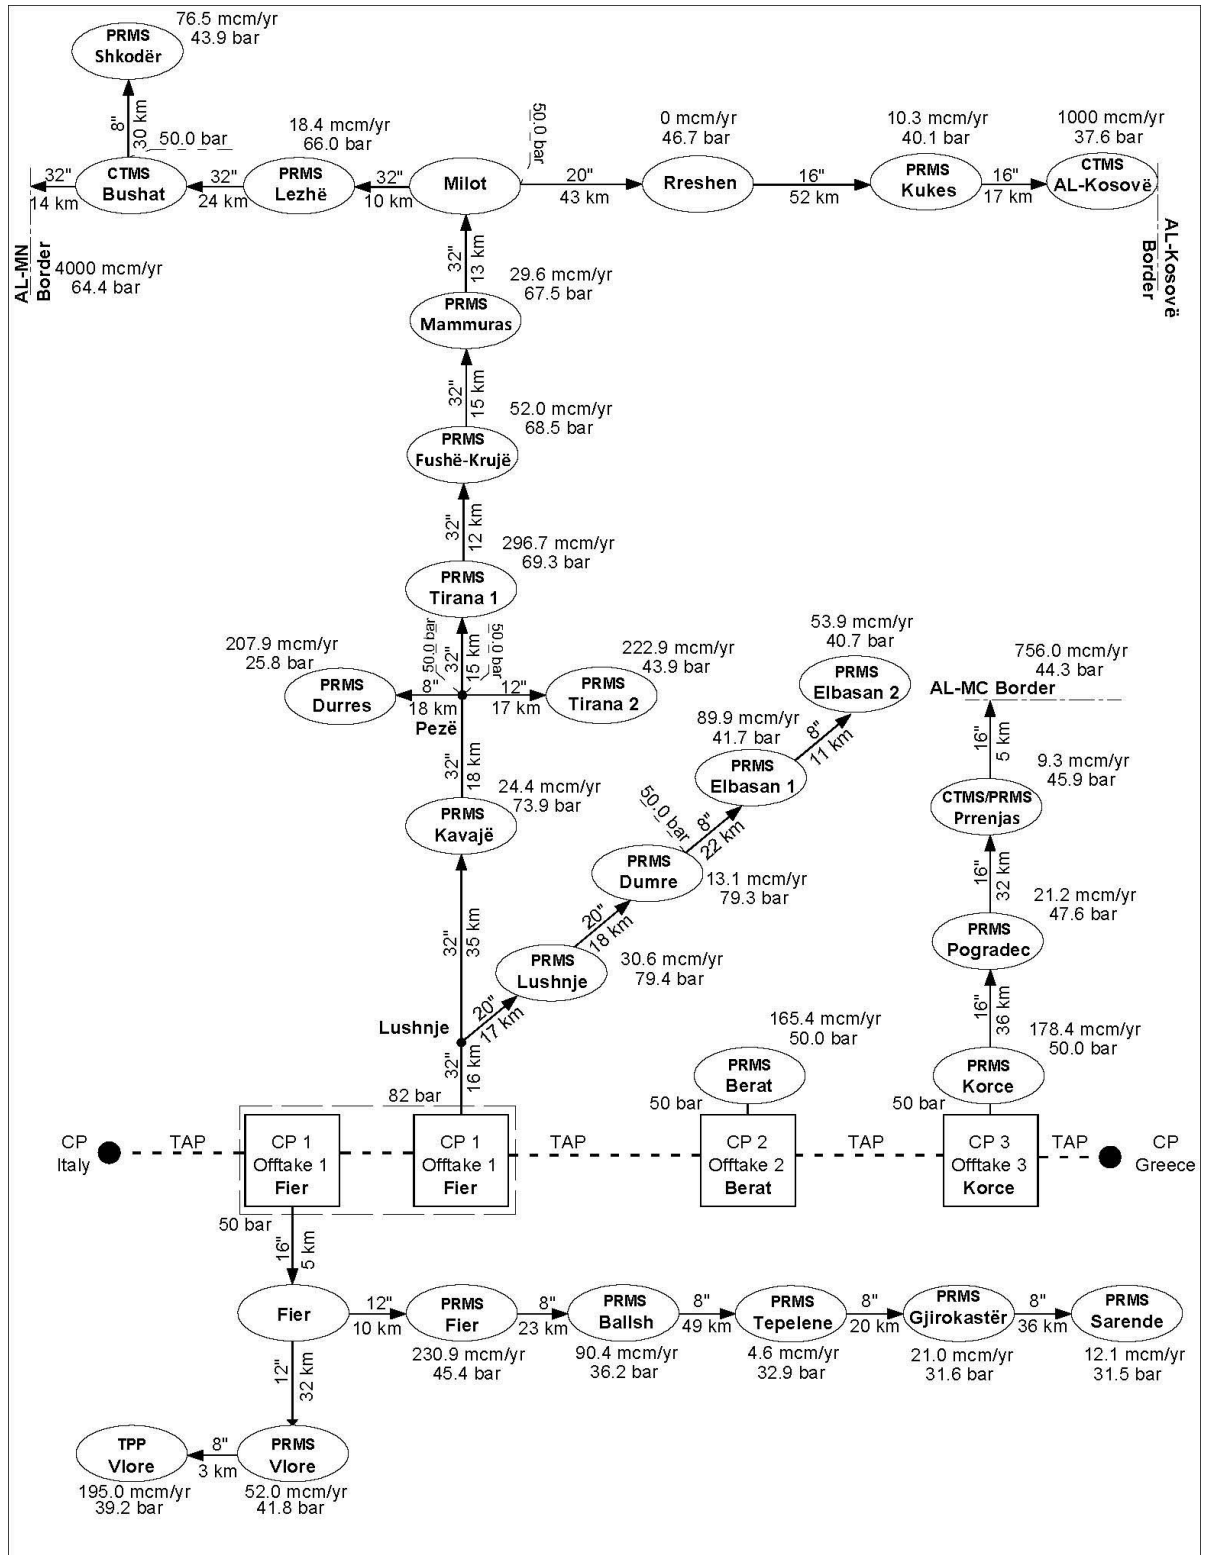 76.5 mcm/yr
43.9 bar
PRMS
Shkodër
8"
30 km
50.0 bar
18.4 mcm/yr
66.0 bar
50.0 bar
0 mcm/yr
46.7 bar
10.3 mcm/yr
40.1 bar
1000 mcm/yr
37.6 bar
32"
14 km
CTMS
Bushat
32"
24 km
PRMS
Lezhë
32"
10 km
Milot
20"
43 km
Rreshen
16"
52 km
PRMS
Kukes
16"
17 km
CTMS
AL-Kosovë
AL-MN
Border
4000 mcm/yr
64.4 bar
AL-Kosovë
Border
32"
13 km
29.6 mcm/yr
67.5 bar
PRMS
Mammuras
32"
15 km
52.0 mcm/yr
68.5 bar
PRMS
Fushë-Krujë
32"
12 km
296.7 mcm/yr
69.3 bar
PRMS
Tirana 1
50.0 bar
32"
15 km
50.0 bar
207.9 mcm/yr
25.8 bar
PRMS
Durres
8"
18 km
Pezë
12"
17 km
222.9 mcm/yr
43.9 bar
PRMS
Tirana 2
53.9 mcm/yr
40.7 bar
PRMS
Elbasan 2
756.0 mcm/yr
44.3 bar
AL-MC Border
32"
18 km
24.4 mcm/yr
73.9 bar
PRMS
Kavajë
89.9 mcm/yr
41.7 bar
8"
11 km
PRMS
Elbasan 1
16"
5 km
9.3 mcm/yr
45.9 bar
CTMS/PRMS
Prrenjas
50.0 bar
8"
22 km
PRMS
Dumre
13.1 mcm/yr
79.3 bar
16"
32 km
21.2 mcm/yr
47.6 bar
PRMS
Pogradec
32"
35 km
20"
18 km
PRMS
Lushnje
30.6 mcm/yr
79.4 bar
Lushnje
20"
17 km
16"
36 km
165.4 mcm/yr
50.0 bar
178.4 mcm/yr
50.0 bar
32"
16 km
PRMS
Berat
PRMS
Korce
82 bar
50 bar
50 bar
CP
Italy
TAP
CP 1
Offtake 1
Fier
CP 1
Offtake 1
Fier
TAP
CP 2
Offtake 2
Berat
TAP
CP 3
Offtake 3
Korce
TAP
CP
Greece
50 bar
16"
5 km
Fier
12"
10 km
PRMS
Fier
8"
23 km
PRMS
Ballsh
8"
49 km
PRMS
Tepelene
8"
20 km
PRMS
Gjirokastër
8"
36 km
PRMS
Sarende
230.9 mcm/yr
45.4 bar
90.4 mcm/yr
36.2 bar
4.6 mcm/yr
32.9 bar
21.0 mcm/yr
31.6 bar
12.1 mcm/yr
31.5 bar
12"
32 km
TPP
Vlore
8"
3 km
PRMS
Vlore
195.0 mcm/yr
39.2 bar
52.0 mcm/yr
41.8 bar